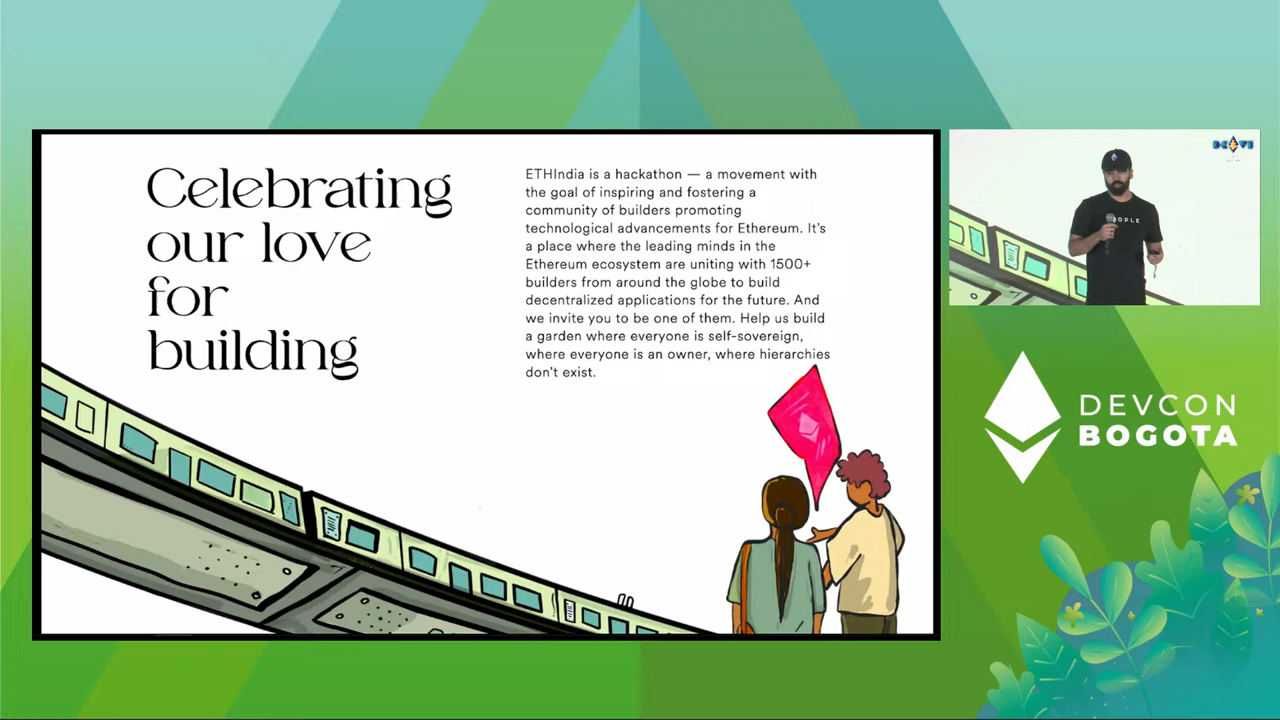 Celebrating
our love
for
building
ETHIndia is a hackathon — a movement with
the goal of inspiring and fostering a
community of builders promoting
technological advancements for Ethereum. It's
a place where the leading minds in the
Ethereum ecosystem are uniting with 1500+
builders from around the globe to build
decentralized applications for the future. And
we invite you to be one of them. Help us build
a garden where everyone is self-sovereign,
where everyone is an owner, where hierarchies
don't exist.
DEVCON
BOGOTA